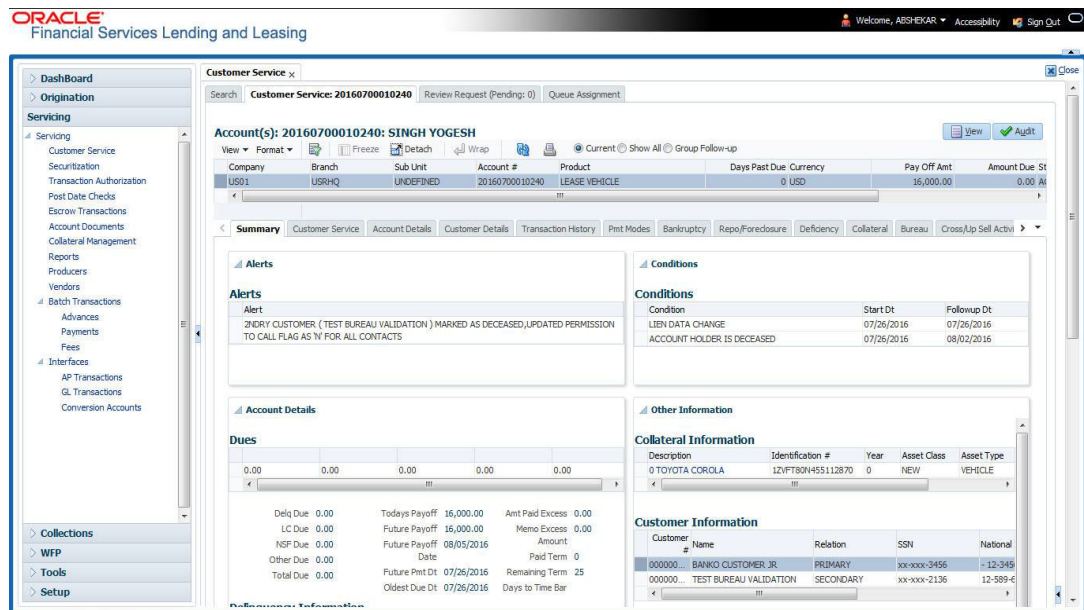 ORACLE
Financial Services Lending and Leasing
Welcome, ABSHEKAR Accessibility Sign Out
Close
DashBoard
Origination
Servicing
Servicing
Customer Service
Securitization
Transaction Authorization
Post Date Checks
Escrow Transactions
Account Documents
Collateral Management
Reports
Producers
Vendors
Batch Transactions
Advances
Payments
Fees
Interfaces
AP Transactions
GL Transactions
Conversion Accounts
Collections
WFP
Tools
Setup
Customer Service x
Search Customer Service: 20160700010240 Review Request (Pending: 0) Queue Assignment
Account(s): 20160700010240: SINGH YOGESH
View Audit
View Format Freeze Detach Wrap Current Show All Group Follow-up
Company Branch Sub Unit Account # Product Days Past Due Currency Pay Off Amt Amount Due St
US01 USRHQ UNDEFINED 20160700010240 LEASE VEHICLE 0 USD 16,000.00 0.00 A
Summary Customer Service Account Details Customer Details Transaction History Pmt Modes Bankruptcy Repo/Foreclosure Deficiency Collateral Bureau Cross/Up Sell Activi
Alerts
Alerts
Alert
2NDRY CUSTOMER ( TEST BUREAU VALIDATION ) MARKED AS DECEASED,UPDATED PERMISSION
TO CALL FLAG AS 'N' FOR ALL CONTACTS
Conditions
Conditions
Condition Start Dt Followup Dt
LIEN DATA CHANGE 07/26/2016 07/26/2016
ACCOUNT HOLDER IS DECEASED 07/26/2016 08/02/2016
Account Details
Dues
0.00 0.00 0.00 0.00 0.00
Delq Due 0.00 Todays Payoff 16,000.00 Amt Paid Excess 0.00
LC Due 0.00 Future Payoff 16,000.00 Memo Excess Amount 0.00
NSF Due 0.00 Future Payoff Date 08/05/2016 Paid Term 0
Other Due 0.00 Future Pmt Dt 07/26/2016 Remaining Term 25
Total Due 0.00 Oldest Due Dt 07/26/2016 Days to Time Bar
Delinquency Information
Other Information
Collateral Information
Description Identification # Year Asset Class Asset Type
0 TOYOTA COROLA 1ZVFT80N455112870 0 NEW VEHICLE
Customer Information
Customer # Name Relation SSN National
000000... BANKO CUSTOMER JR PRIMARY xx-xxx-3456 - 12-345
000000... TEST BUREAU VALIDATION SECONDARY xx-xxx-2136 12-589-6